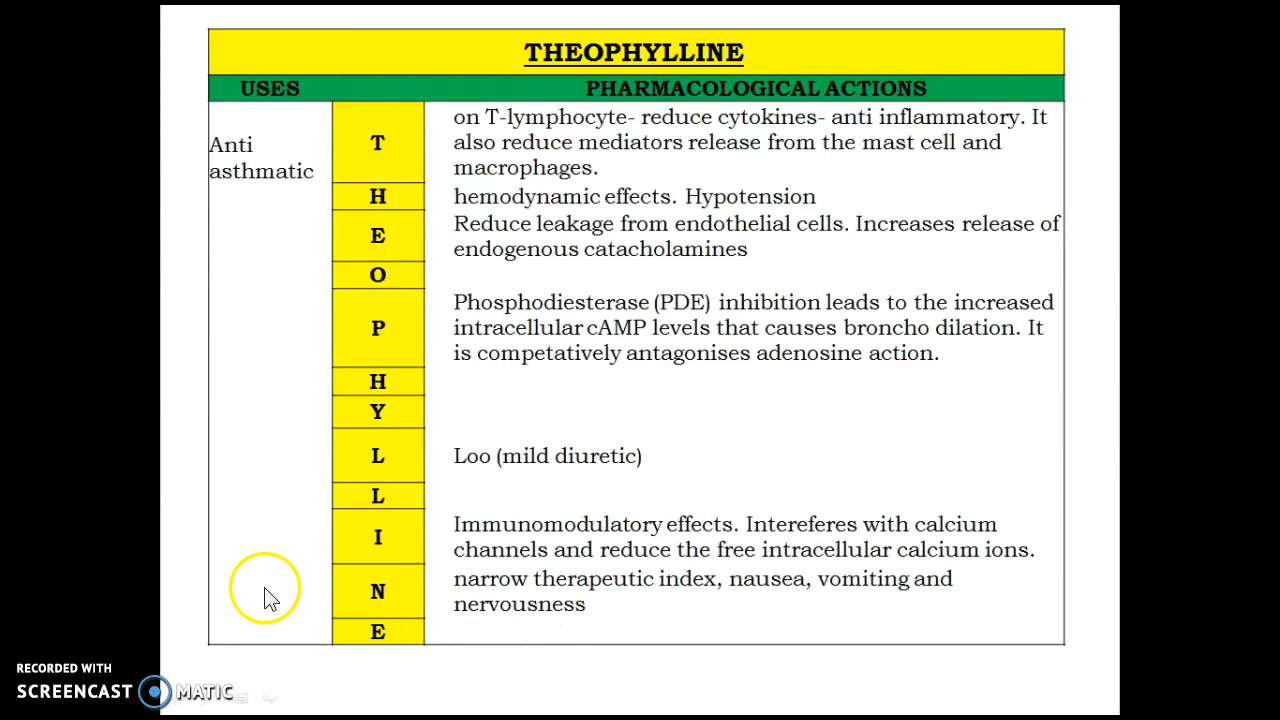 THEOPHYLLINE
USES PHARMACOLOGICAL ACTIONS
Anti
asthmatic
T
on T-lymphocyte- reduce cytokines- anti inflammatory. It
also reduce mediators release from the mast cell and
macrophages.
H
hemodynamic effects. Hypotension
E
Reduce leakage from endothelial cells. Increases release of
endogenous catacholamines
O
P
Phosphodiesterase (PDE) inhibition leads to the increased
intracellular cAMP levels that causes broncho dilation. It
is competatively antagonises adenosine action.
H
Y
L
Loo (mild diuretic)
L
I
Immunomodulatory effects. Intereferes with calcium
channels and reduce the free intracellular calcium ions.
N
narrow therapeutic index, nausea, vomiting and
nervousness
E
RECORDED WITH
SCREENCAST MATIC